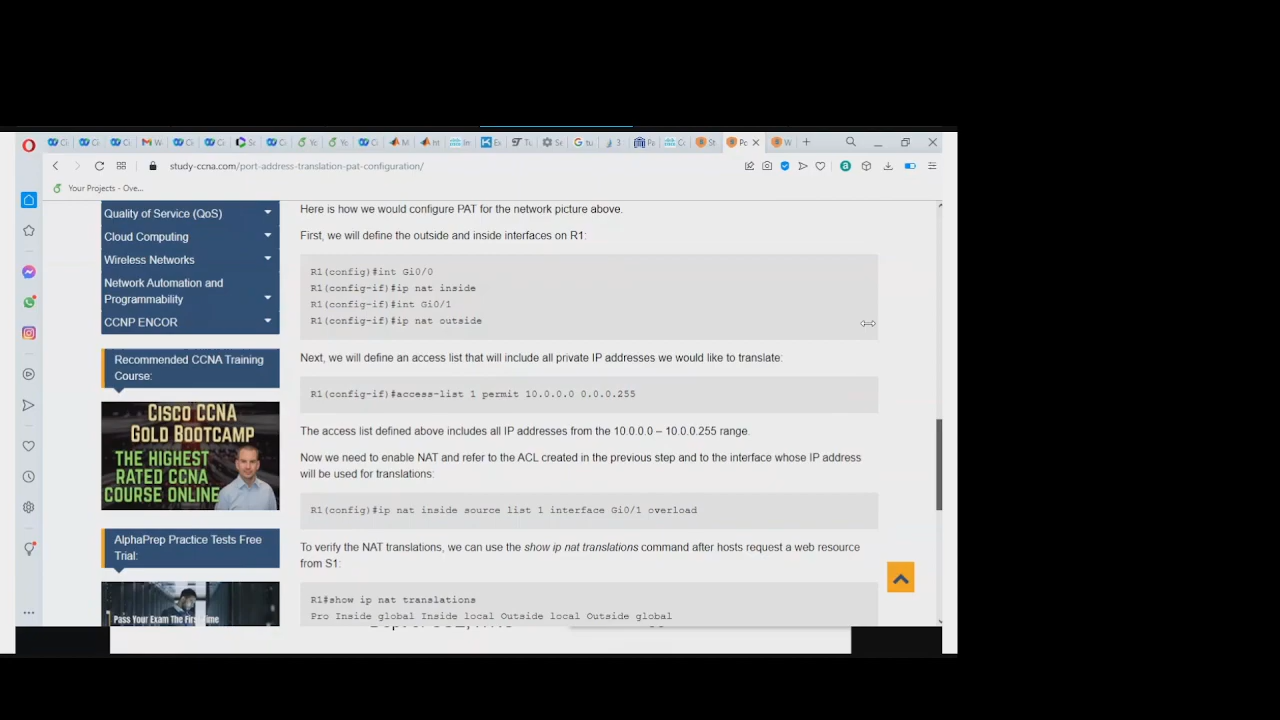 study-ccna.com/port-address-translation-pat-configuration/
Your Projects - Ove...
Quality of Service (QoS)
Cloud Computing
Wireless Networks
Network Automation and
Programmability
CCNP ENCOR
Recommended CCNA Training
Course:
CISCO CCNA
GOLD BOOTCAMP
THE HIGHEST
RATED CCNA
COURSE ONLINE
AlphaPrep Practice Tests Free
Trial:
Pass Your Exam The First Time
Here is how we would configure PAT for the network picture above.
First, we will define the outside and inside interfaces on R1:
R1(config)#int Gi0/0
R1(config-if)#ip nat inside
R1(config-if)#int Gi0/1
R1(config-if)#ip nat outside
Next, we will define an access list that will include all private IP addresses we would like to translate:
R1(config-if)#access-list 1 permit 10.0.0.0 0.0.0.255
The access list defined above includes all IP addresses from the 10.0.0.0 – 10.0.0.255 range.
Now we need to enable NAT and refer to the ACL created in the previous step and to the interface whose IP address
will be used for translations:
R1(config)#ip nat inside source list 1 interface Gi0/1 overload
To verify the NAT translations, we can use the show ip nat translations command after hosts request a web resource
from S1:
R1#show ip nat translations
Pro Inside global Inside local Outside local Outside global